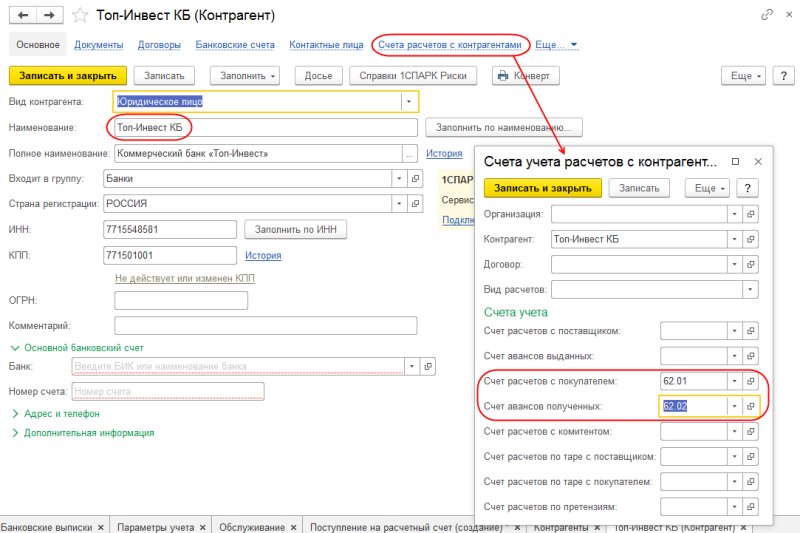 Топ-Инвест КБ (Контрагент)
Основное Документы Договоры Банковские счета Контактные лица Счета расчетов с контрагентами Еще...
Записать и закрыть Записать Заполнить Досье Справки 1СПАРК Риски Конверт Еще ?
Вид контрагента: Юридическое лицо
Наименование: Топ-Инвест КБ Заполнить по наименованию...
Полное наименование: Коммерческий банк «Топ-Инвест» ... История
Входит в группу: Банки
1СПАР
Страна регистрации: РОССИЯ
Сервис
ИНН: 7715548581 Заполнить по ИНН
Подклю
КПП: 771501001 История
Не действует или изменен КПП
ОГРН:
Комментарий:
Основной банковский счет
Банк: Введите БИК или наименование банка
Номер счета: Номер счета
Адрес и телефон
Дополнительная информация
Счета учета расчетов с контрагент...
Записать и закрыть Записать Еще ?
Организация:
Контрагент: Топ-Инвест КБ
Договор:
Вид расчетов:
Счета учета
Счет расчетов с поставщиком:
Счет авансов выданных:
Счет расчетов с покупателем: 62.01
Счет авансов полученных: 62.02
Счет расчетов с комитентом:
Счет расчетов по таре с поставщиком:
Счет расчетов по таре с покупателем:
Счет расчетов по претензиям:
Банковские выписки × Параметры учета × Обслуживание × Поступление на расчетный счет (создание) * × Контрагенты × Топ-Инвест КБ (Контрагент) ×